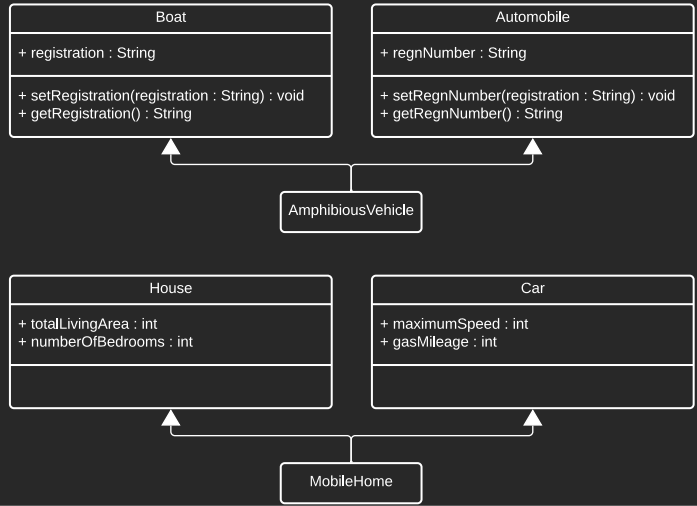 Boat
+ registration : String
+ setRegistration(registration : String) : void
+ getRegistration() : String
Automobile
+ regnNumber : String
+ setRegnNumber(registration : String) : void
+ getRegnNumber() : String
AmphibiousVehicle
House
+ totalLivingArea : int
+ numberOfBedrooms : int
Car
+ maximumSpeed : int
+ gasMileage : int
MobileHome